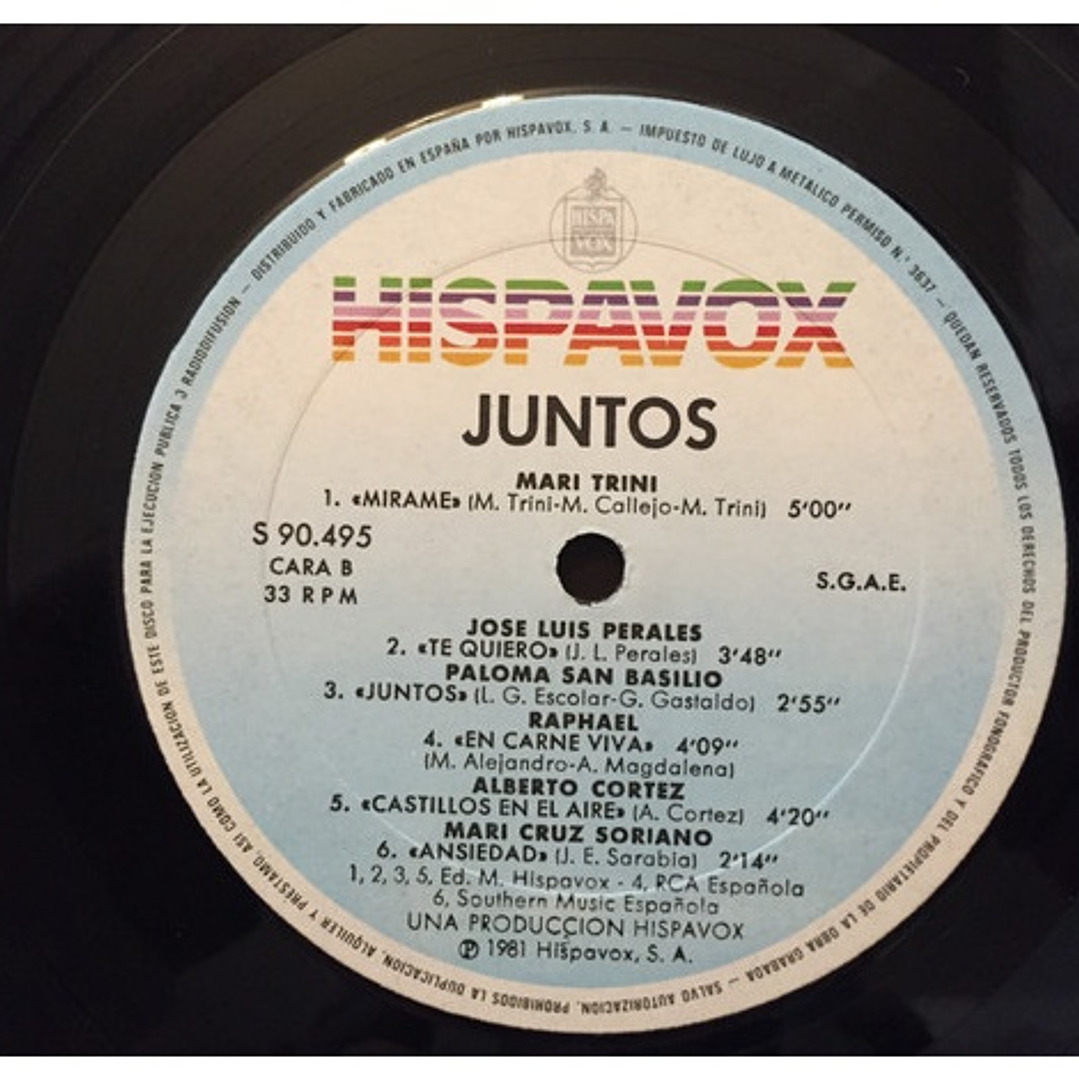 DISTRIBUIDO Y FABRICADO EN ESPAÑA POR HISPAVOX, S. A. — IMPUESTO DE LUJO A METALICO PERMISO N.º 3637 — QUEDAN RESERVADOS TODOS LOS DERECHOS DEL PRODUCTOR FONOGRAFICO Y DEL PROPIETARIO DE LA OBRA GRABADA — SALVO AUTORIZACION, PROHIBIDOS LA DUPLICACION, ALQUILER Y PRESTAMO, ASI COMO LA UTILIZACION DE ESTE DISCO PARA LA EJECUCION PUBLICA Y RADIODIFUSION —
HISPA
VOX
HISPAVOX
JUNTOS
MARI TRINI
1. «MIRAME» (M. Trini-M. Callejo-M. Trini) 5'00''
S 90.495
CARA B
33 RPM
S.G.A.E.
JOSE LUIS PERALES
2. «TE QUIERO» (J. L. Perales) 3'48''
PALOMA SAN BASILIO
3. «JUNTOS» (L. G. Escolar-G. Gastaldo) 2'55''
RAPHAEL
4. «EN CARNE VIVA» 4'09''
(M. Alejandro-A. Magdalena)
ALBERTO CORTEZ
5. «CASTILLOS EN EL AIRE» (A. Cortez) 4'20''
MARI CRUZ SORIANO
6. «ANSIEDAD» (J. E. Sarabia) 2'14''
1, 2, 3, 5, Ed. M. Hispavox - 4, RCA Española
6, Southern Music Española
UNA PRODUCCION HISPAVOX
℗ 1981 Hispavox, S. A.